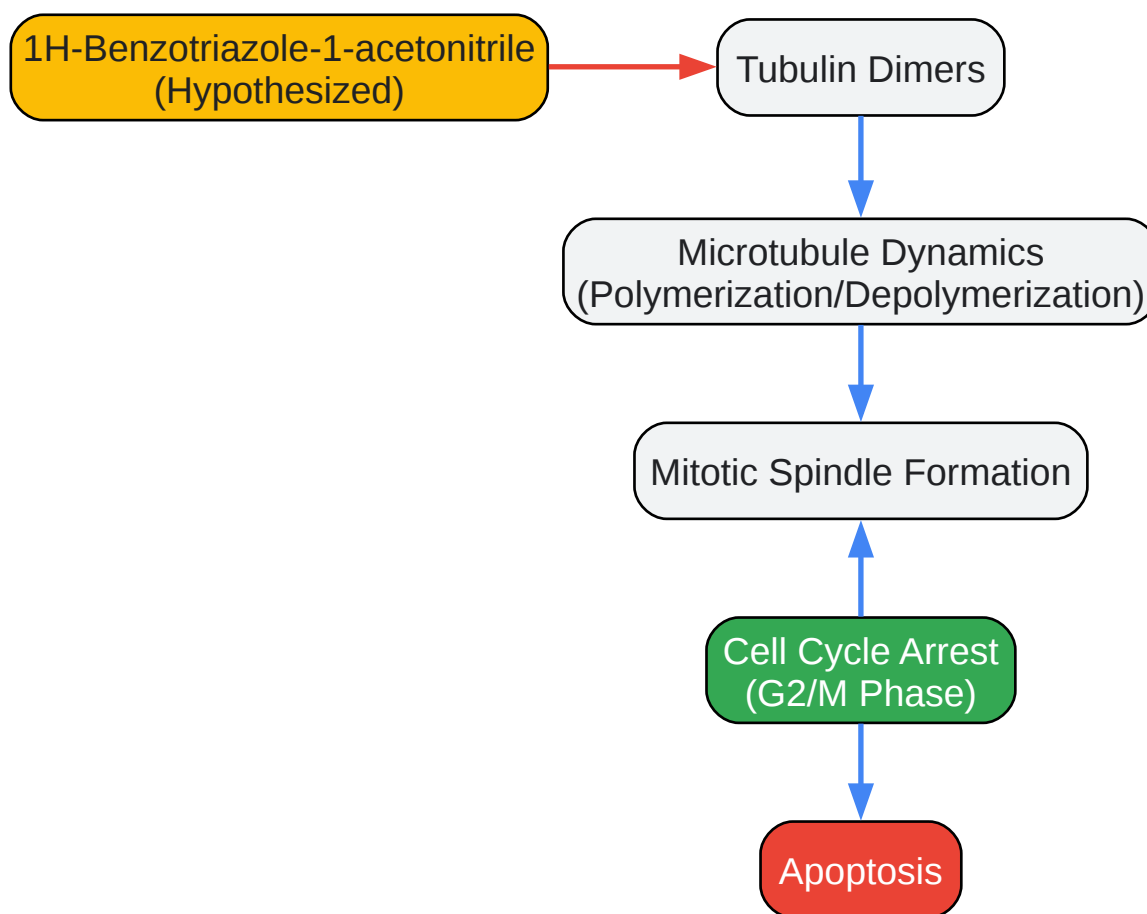 1H-Benzotriazole-1-acetonitrile
(Hypothesized)
Tubulin Dimers
Microtubule Dynamics
(Polymerization/Depolymerization)
Mitotic Spindle Formation
Cell Cycle Arrest
(G2/M Phase)
Apoptosis